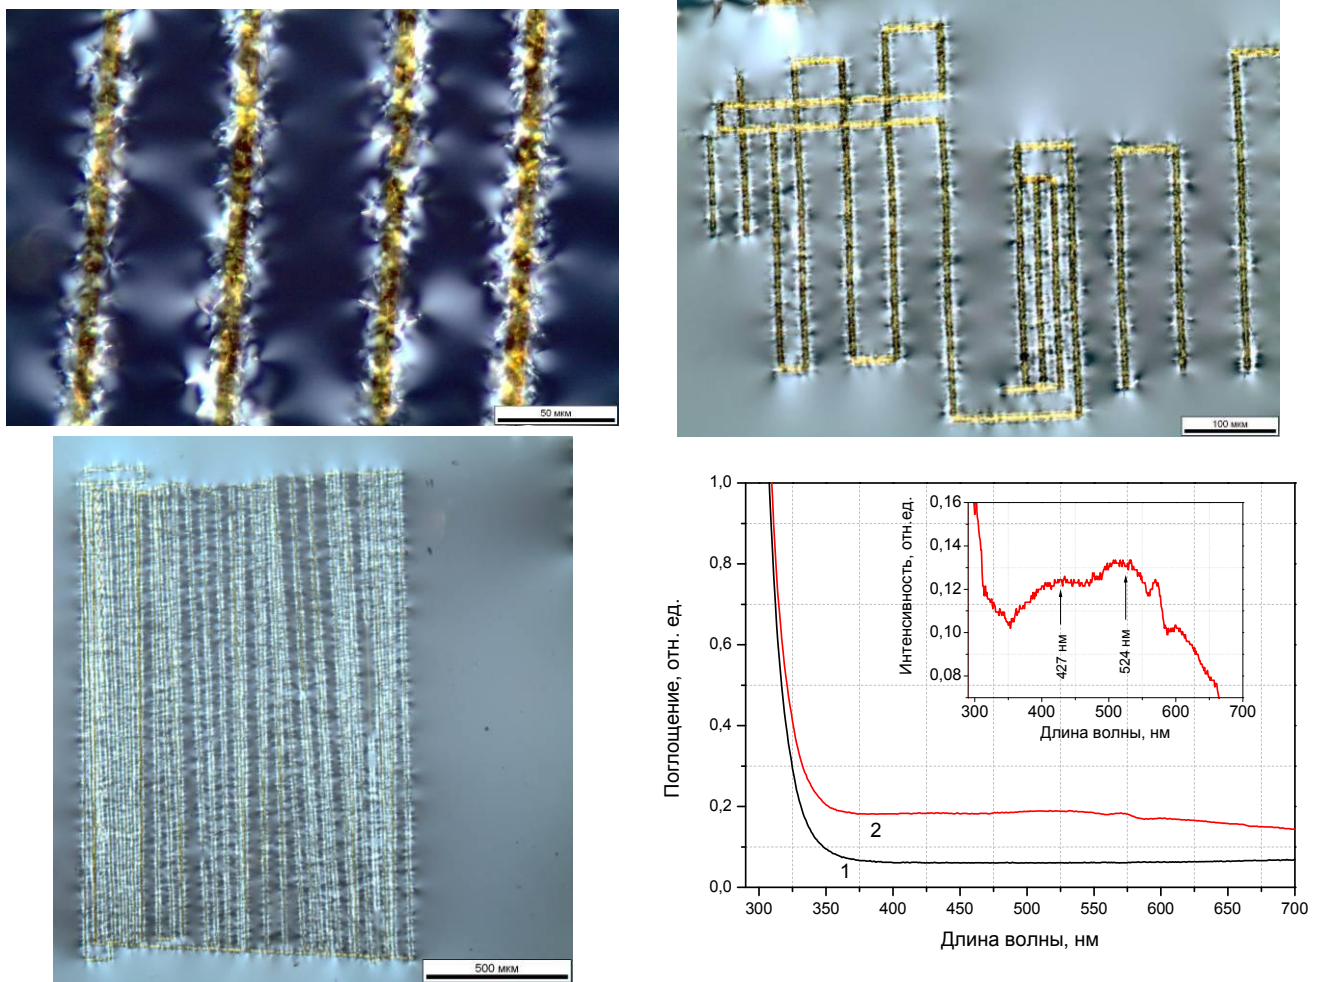 50 мкм
100 мкм
500 мкм
Поглощение, отн. ед.
1,0
0,8
0,6
0,4
0,2
0,0
300 350 400 450 500 550 600 650 700
Длина волны, нм
1
2
Интенсивность, отн.ед.
0,16
0,14
0,12
0,10
0,08
427 нм
524 нм
300 400 500 600 700
Длина волны, нм